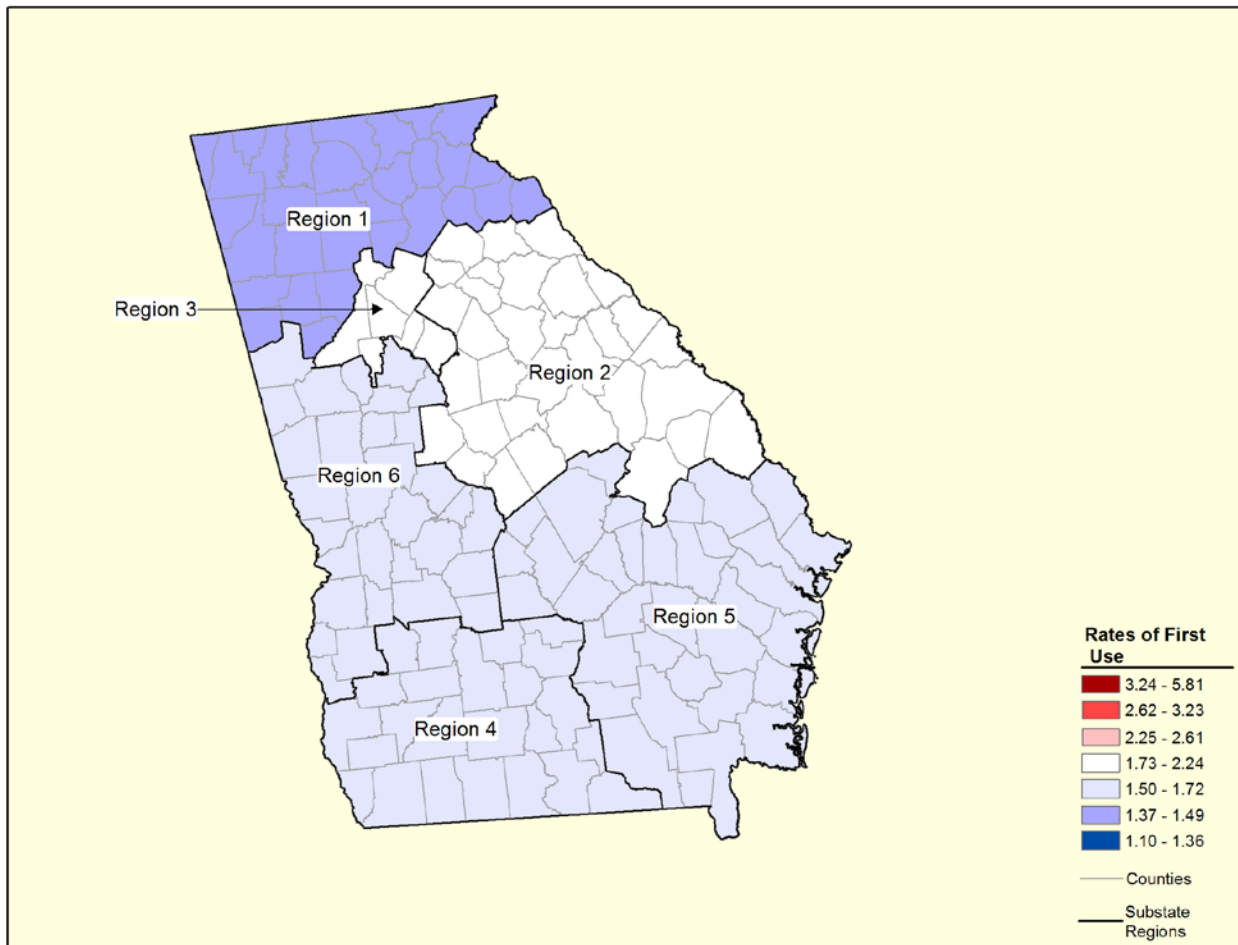 Region 1
Region 3
Region 2
Region 6
Region 5
Region 4
Rates of First
Use
3.24 - 5.81
2.62 - 3.23
2.25 - 2.61
1.73 - 2.24
1.50 - 1.72
1.37 - 1.49
1.10 - 1.36
Counties
Substate
Regions